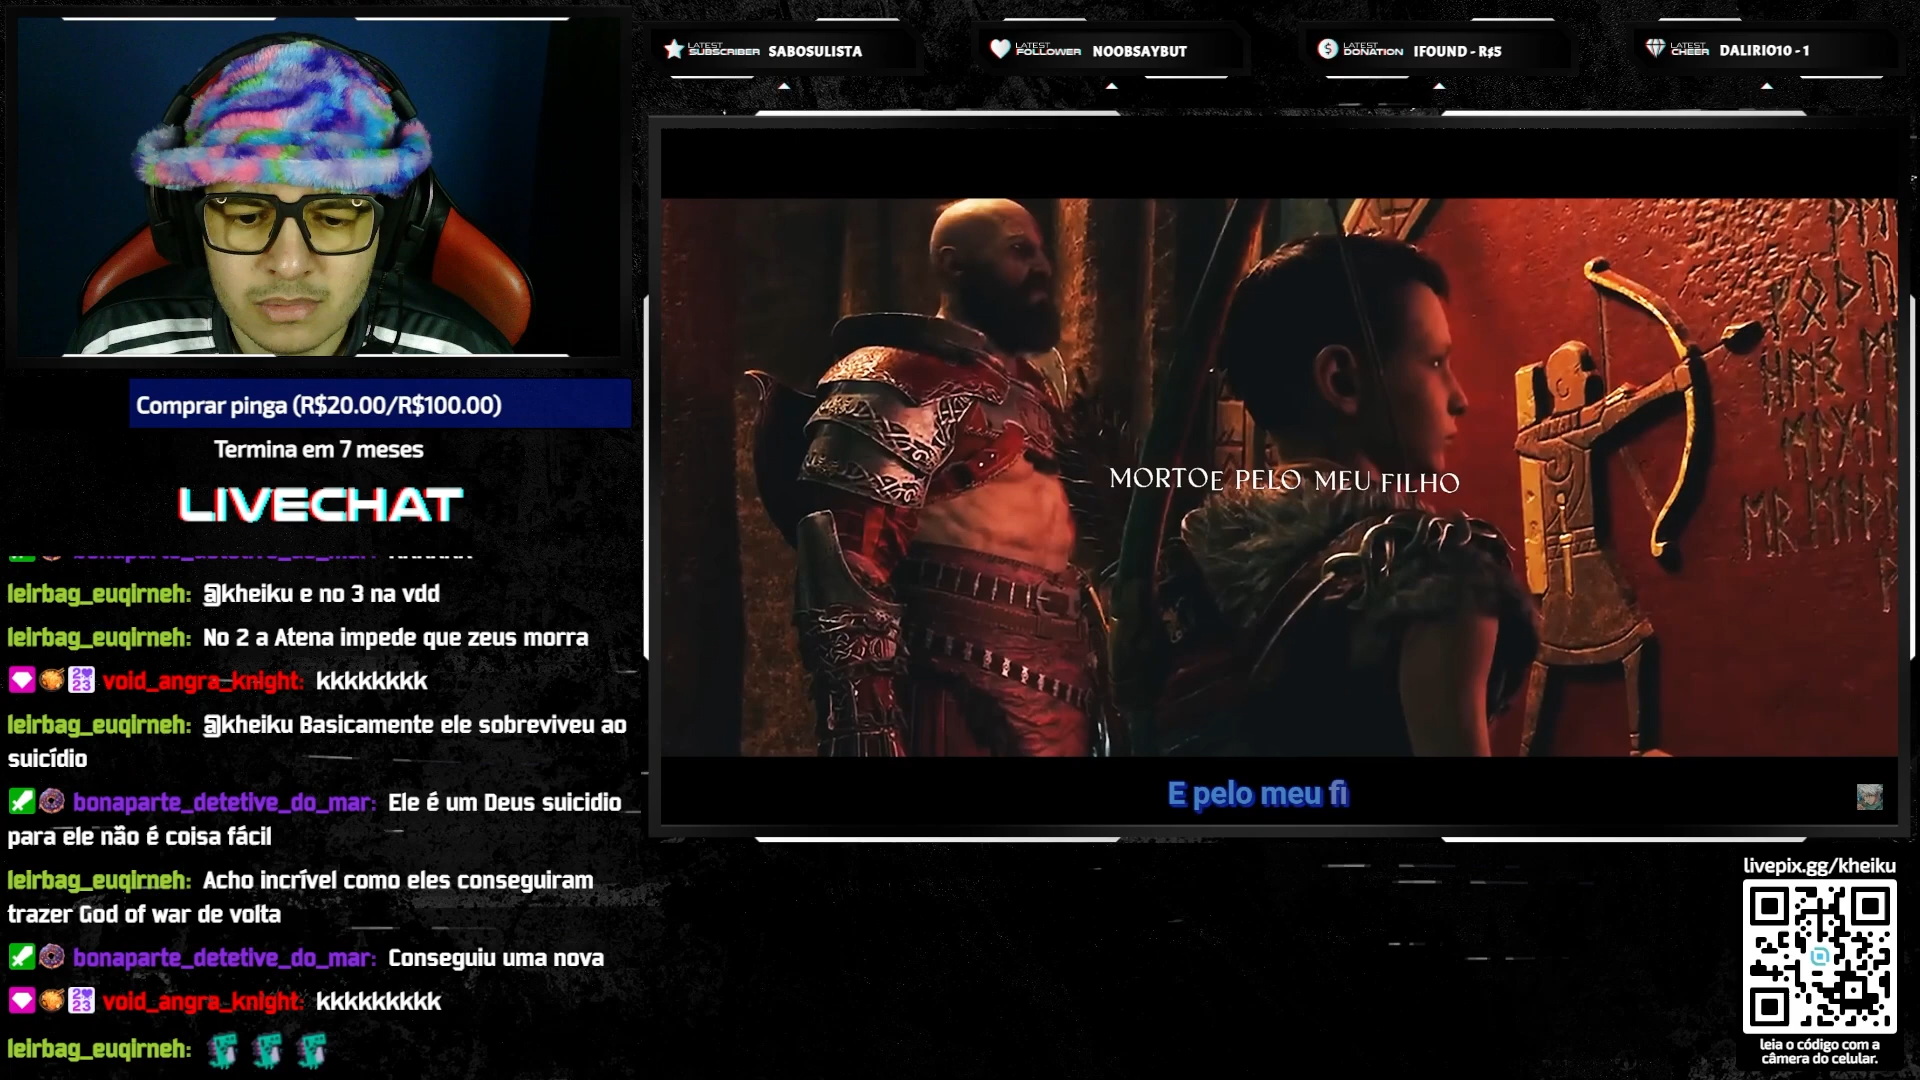 LATEST SUBSCRIBER SABOSULISTA
LATEST FOLLOWER NOOBSAYBUT
LATEST DONATION IFOUND - R$5
LATEST CHEER DALIRIO10 - 1
MORTOE PELO MEU FILHO
E pelo meu fi
Comprar pinga (R$20.00/R$100.00)
Termina em 7 meses
LIVECHAT
leirbag_euqirneh: @kheiku e no 3 na vdd
leirbag_euqirneh: No 2 a Atena impede que zeus morra
void_angra_knight: kkkkkkkk
leirbag_euqirneh: @kheiku Basicamente ele sobreviveu ao
suicídio
bonaparte_detetive_do_mar: Ele é um Deus suicidio
para ele não é coisa fácil
leirbag_euqirneh: Acho incrível como eles conseguiram
trazer God of war de volta
bonaparte_detetive_do_mar: Conseguiu uma nova
void_angra_knight: kkkkkkkkk
leirbag_euqirneh:
livepix.gg/kheiku
leia o código com a
câmera do celular.